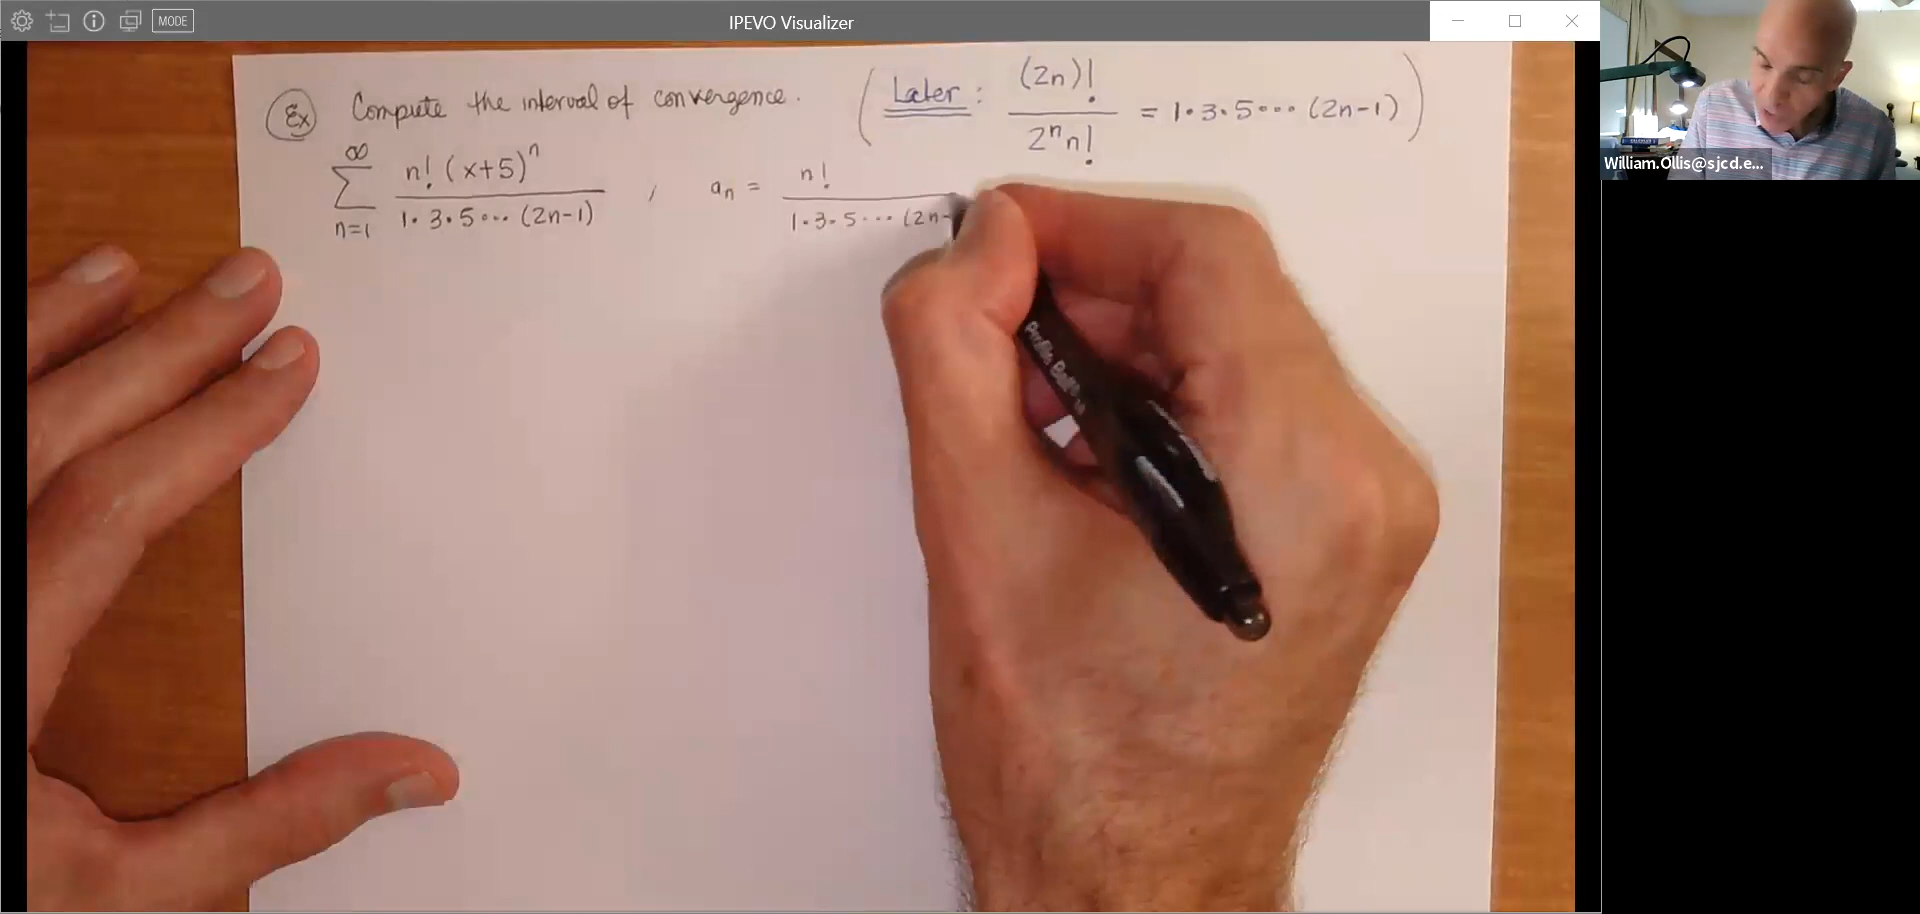 MODE
IPEVO Visualizer
Ex Compute the interval of convergence. (Later: (2n)! / 2ⁿn! = 1·3·5··· (2n-1))
∞ ∑ n=1 n! (x+5)ⁿ / 1·3·5··· (2n-1) , aₙ = n! / 1·3·5··· (2n-
Profile
William.Ollis@sjcd.e...